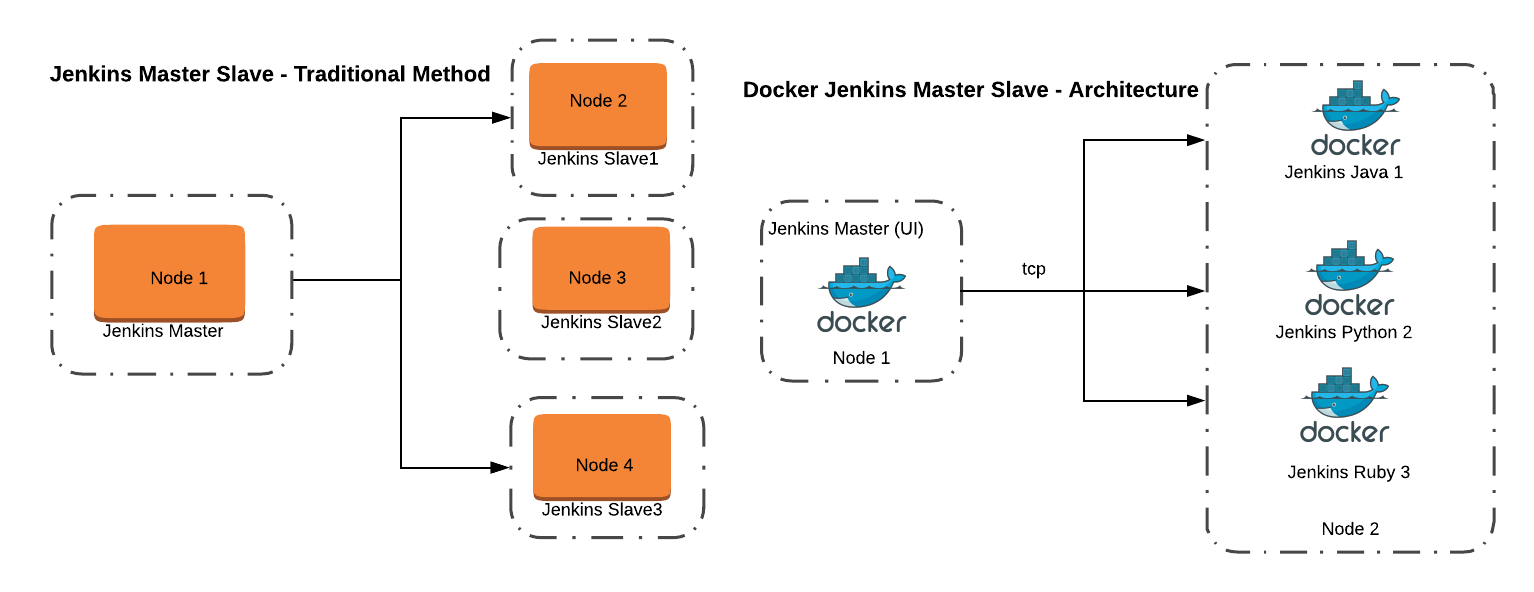 Jenkins Master Slave - Traditional Method
Node 2
Jenkins Slave1
Node 1
Jenkins Master
Node 3
Jenkins Slave2
Node 4
Jenkins Slave3
Docker Jenkins Master Slave - Architecture
Jenkins Master (UI)
docker
Node 1
tcp
docker
Jenkins Java 1
docker
Jenkins Python 2
docker
Jenkins Ruby 3
Node 2